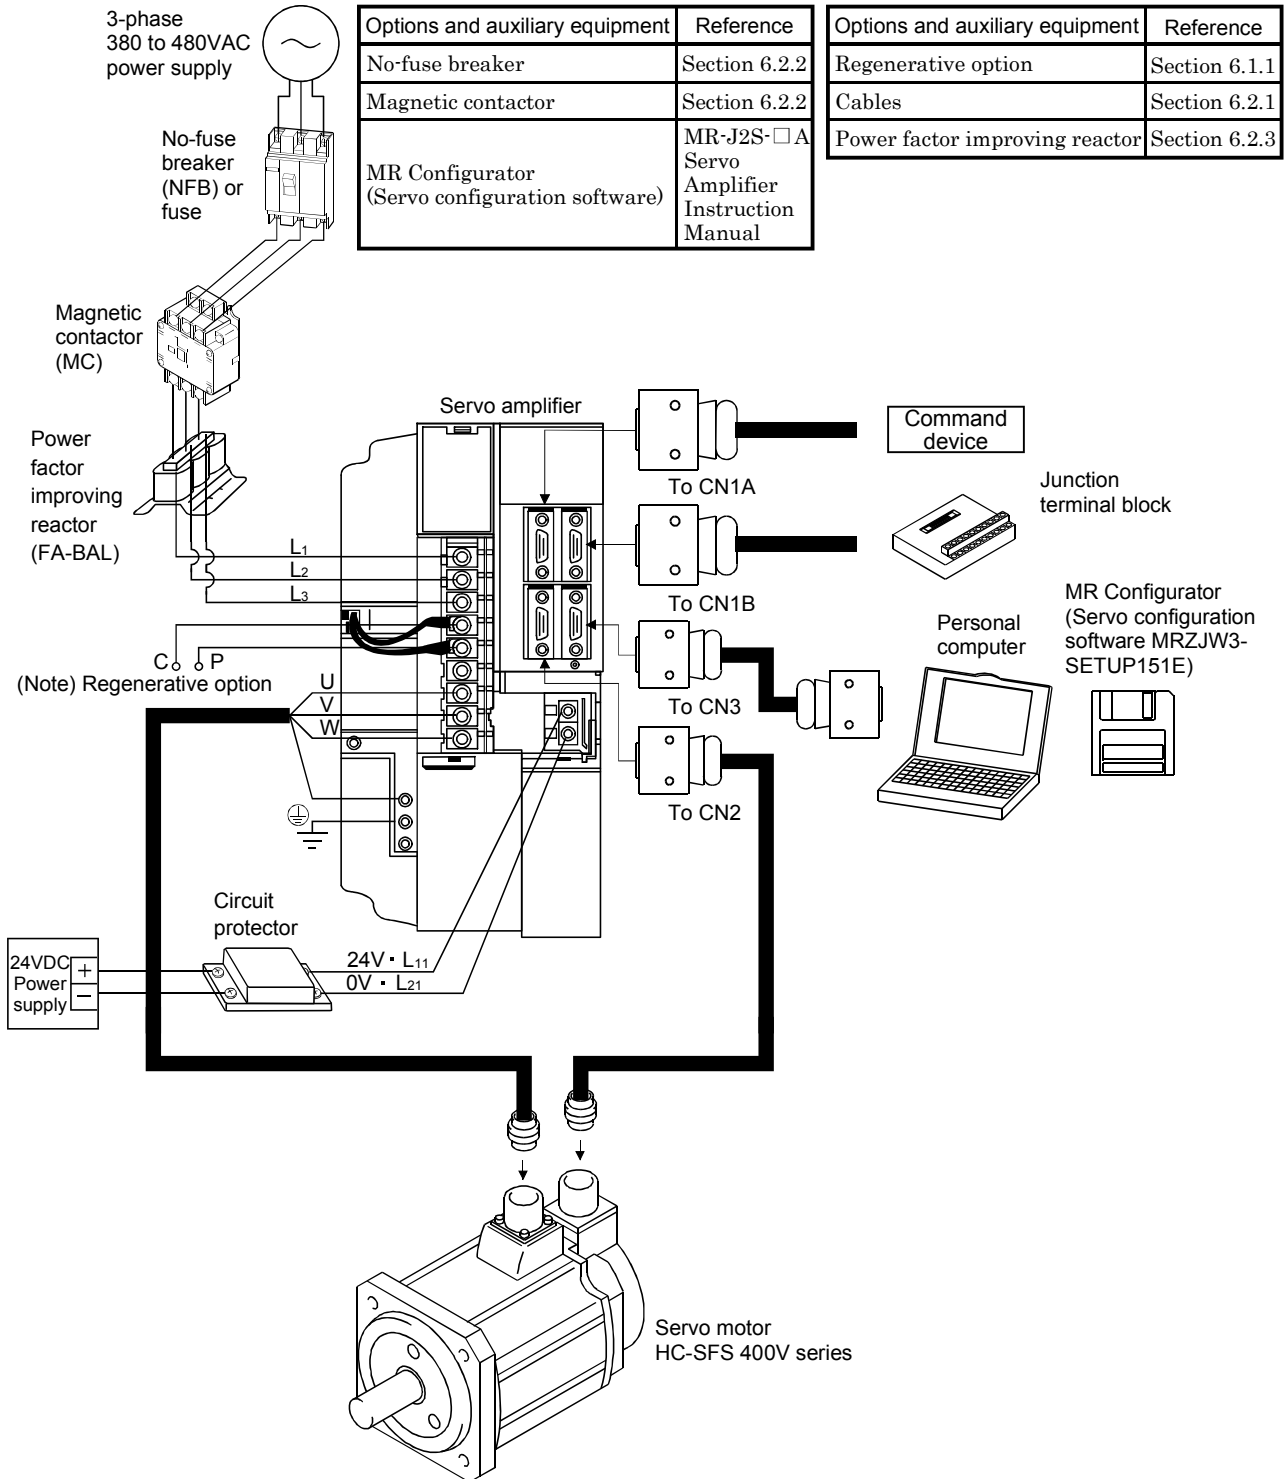 3-phase
380 to 480VAC
power supply
Options and auxiliary equipment Reference
No-fuse breaker Section 6.2.2
Magnetic contactor Section 6.2.2
MR Configurator
(Servo configuration software)
MR-J2S-□A
Servo
Amplifier
Instruction
Manual
Options and auxiliary equipment Reference
Regenerative option Section 6.1.1
Cables Section 6.2.1
Power factor improving reactor Section 6.2.3
No-fuse
breaker
(NFB) or
fuse
Magnetic
contactor
(MC)
Servo amplifier
Power
factor
improving
reactor
(FA-BAL)
Command
device
To CN1A
Junction
terminal block
L1
L2
L3
To CN1B
MR Configurator
(Servo configuration
software MRZJW3-
SETUP151E)
Personal
computer
C P
(Note) Regenerative option
U
V
W
To CN3
To CN2
Circuit
protector
24VDC
Power
supply
+
−
24V · L11
0V · L21
Servo motor
HC-SFS 400V series